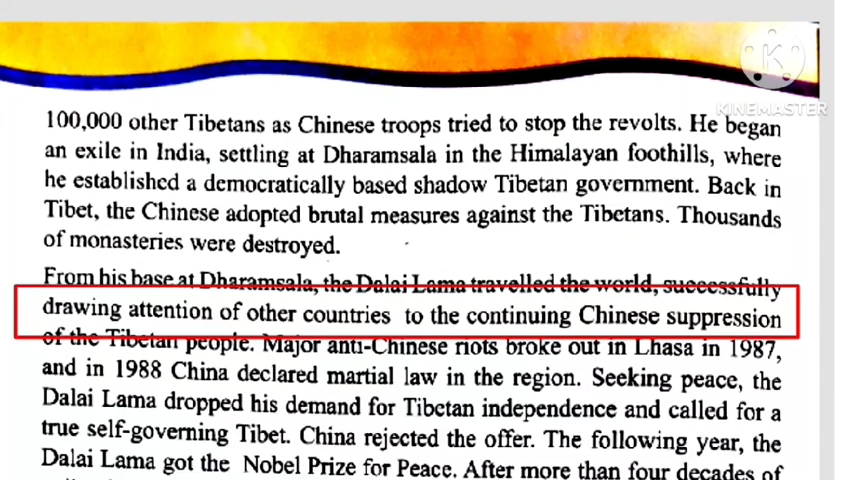 KINEMASTER
100,000 other Tibetans as Chinese troops tried to stop the revolts. He began
an exile in India, settling at Dharamsala in the Himalayan foothills, where
he established a democratically based shadow Tibetan government. Back in
Tibet, the Chinese adopted brutal measures against the Tibetans. Thousands
of monasteries were destroyed.
From his base at Dharamsala, the Dalai Lama travelled the world, successfully
drawing attention of other countries to the continuing Chinese suppression
of the Tibetan people. Major anti-Chinese riots broke out in Lhasa in 1987,
and in 1988 China declared martial law in the region. Seeking peace, the
Dalai Lama dropped his demand for Tibetan independence and called for a
true self-governing Tibet. China rejected the offer. The following year, the
Dalai Lama got the Nobel Prize for Peace. After more than four decades of